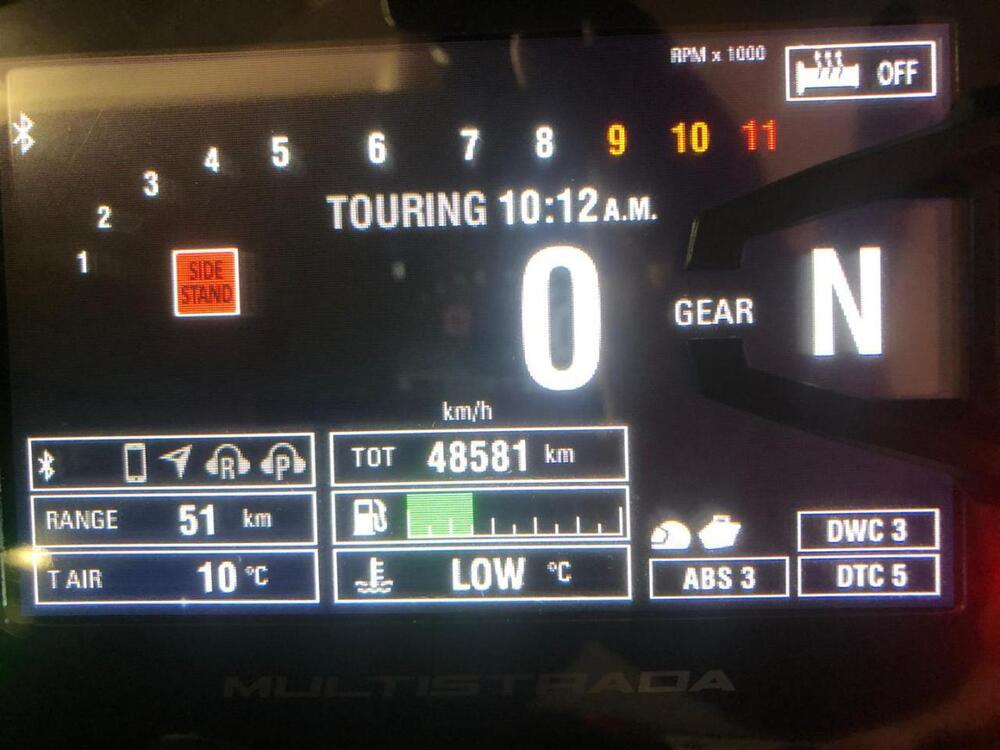 RPM x 1000
OFF
1 2 3 4 5 6 7 8 9 10 11
TOURING 10:12 A.M.
SIDE
STAND
0
km/h
GEAR N
R P
TOT 48581 km
RANGE 51 km
T AIR 10 °C
LOW °C
ABS 3
DWC 3
DTC 5
MULTISTRADA